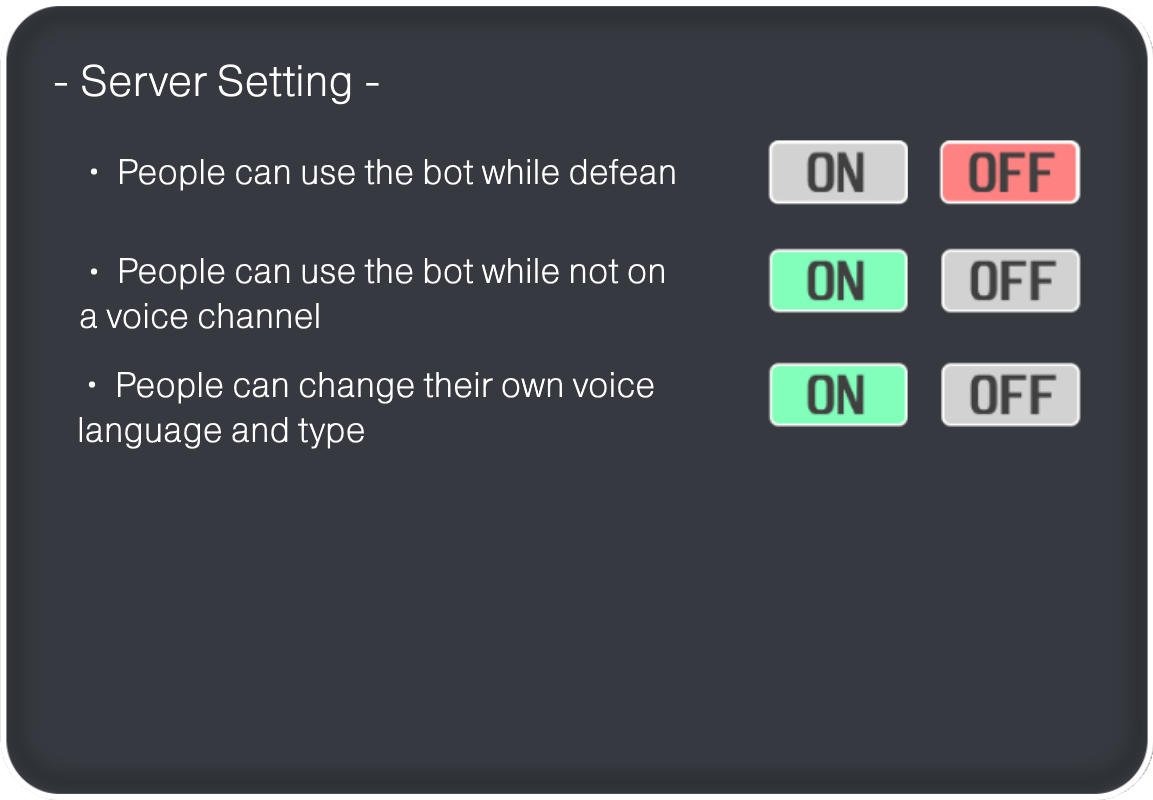 - Server Setting -
・ People can use the bot while defean ON OFF
・ People can use the bot while not on ON OFF
a voice channel
・ People can change their own voice ON OFF
language and type